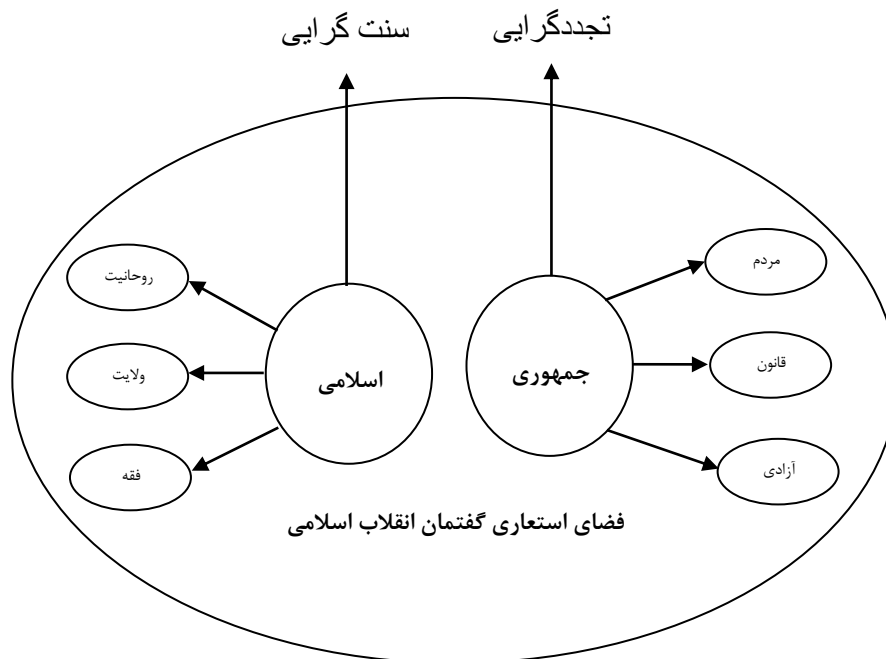 تجددگرایی
سنت گرایی
مردم
روحانیت
قانون
جمهوری
اسلامی
ولایت
آزادی
فقه
فضای استعاری گفتمان انقلاب اسلامی